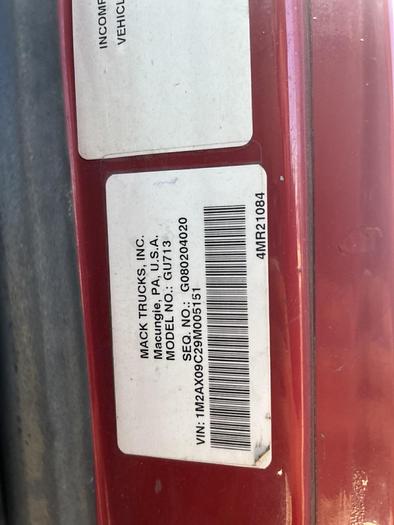 INCOMP
VEHICL
MACK TRUCKS, INC.
Macungie, PA, U.S.A.
MODEL NO.: GU713
SEQ. NO.: G080204020
VIN: 1M2AX09C29M005151
4MR21084